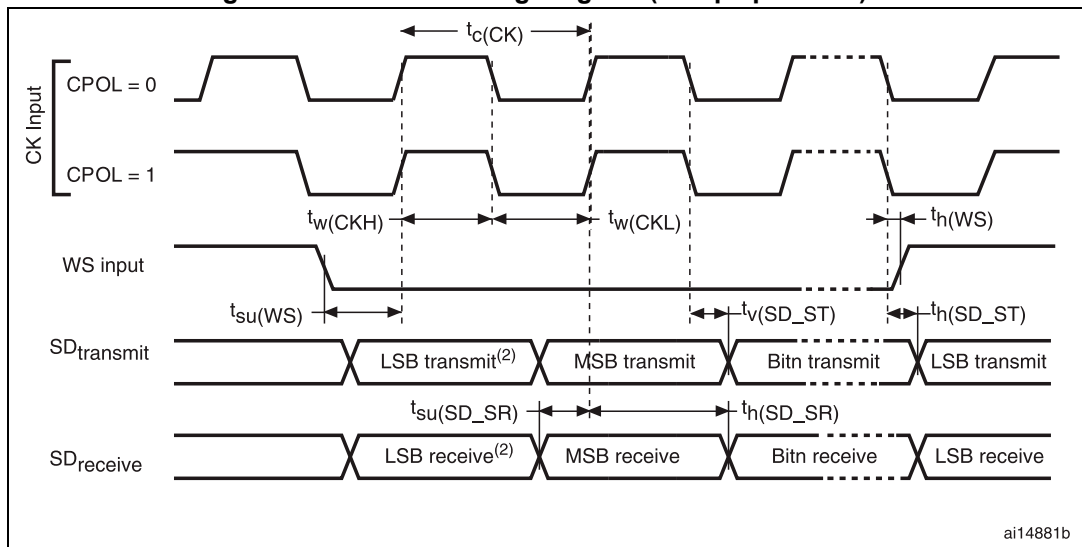 tc(CK)
CK Input
CPOL = 0
CPOL = 1
tw(CKH)
tw(CKL)
th(WS)
WS input
tsu(WS)
tv(SD_ST)
th(SD_ST)
SDtransmit
LSB transmit(2)
MSB transmit
Bitn transmit
LSB transmit
tsu(SD_SR)
th(SD_SR)
SDreceive
LSB receive(2)
MSB receive
Bitn receive
LSB receive
ai14881b